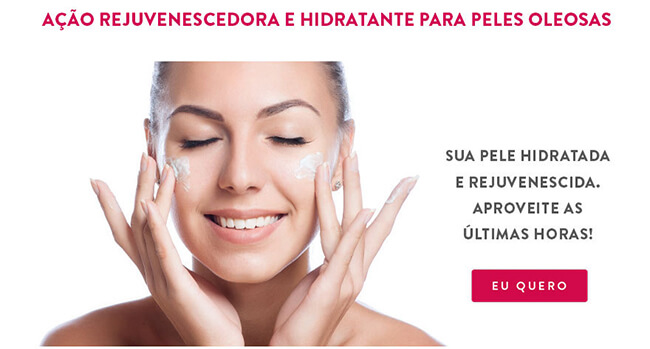 AÇÃO REJUVENESCEDORA E HIDRATANTE PARA PELES OLEOSAS
SUA PELE HIDRATADA
E REJUVENESCIDA.
APROVEITE AS
ÚLTIMAS HORAS!
EU QUERO